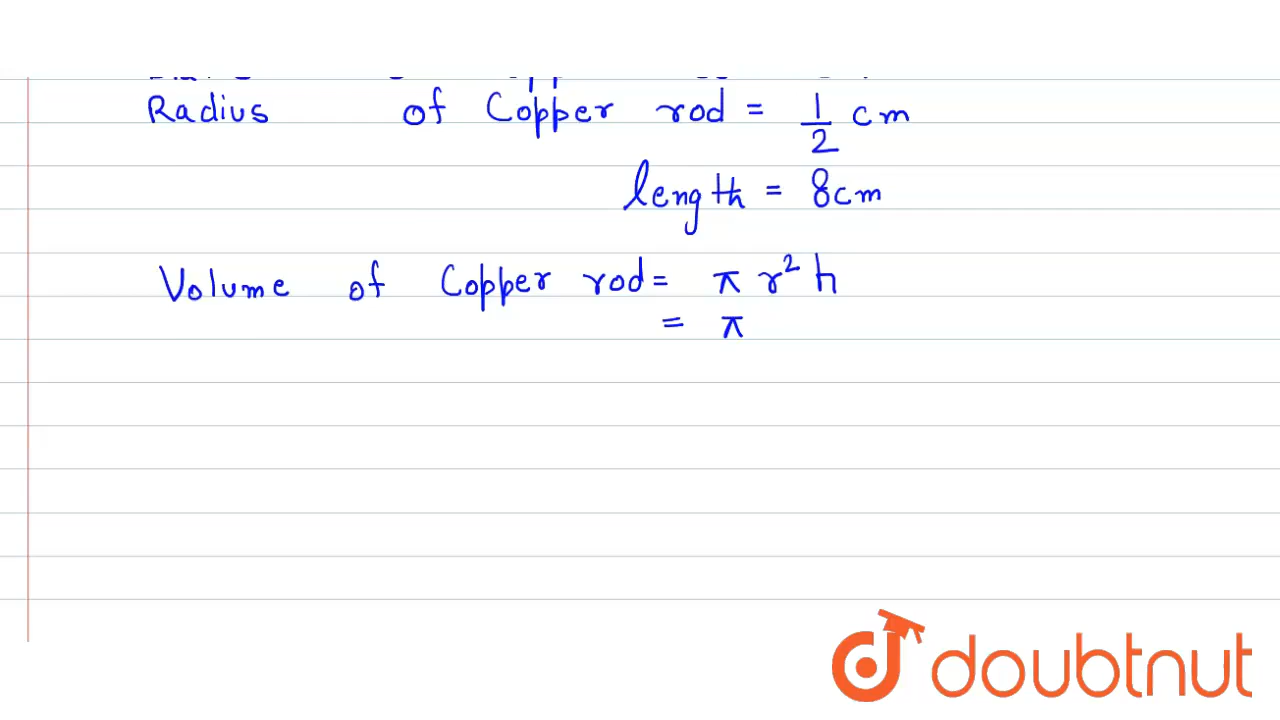 Radius of Copper rod = 1/2 cm
length = 8cm
Volume of Copper rod = π r² h
= π
doubtnut